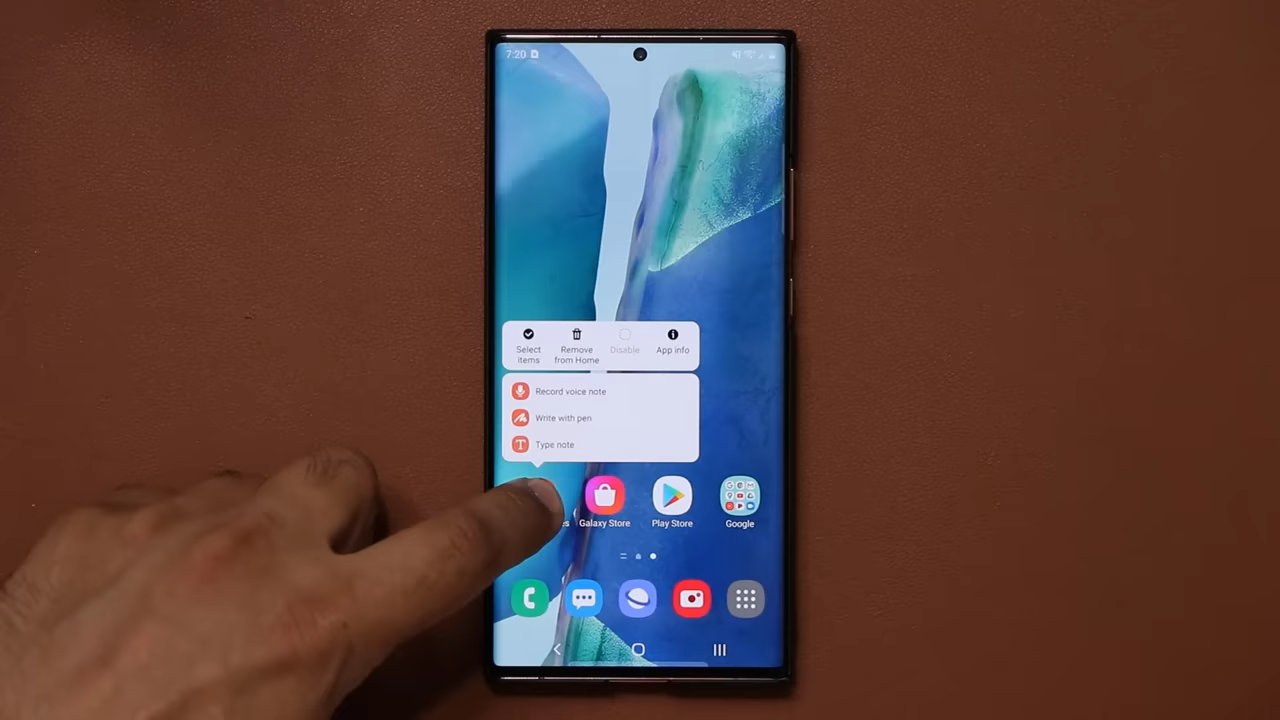 7:20
Select
items
Remove
from Home
Disable
App info
Record voice note
Write with pen
Type note
es
Galaxy Store
Play Store
Google